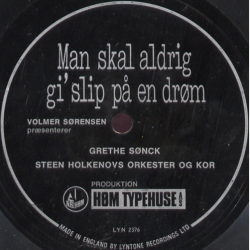 Man skal aldrig
gi' slip på en drøm
VOLMER SØRENSEN
præsenterer
GRETHE SØNCK
STEEN HOLKENOVS ORKESTER OG KOR
PRODUKTION
HØM TYPEHUSE
LYN 2376
MADE IN ENGLAND BY LYNTONE RECORDINGS LTD